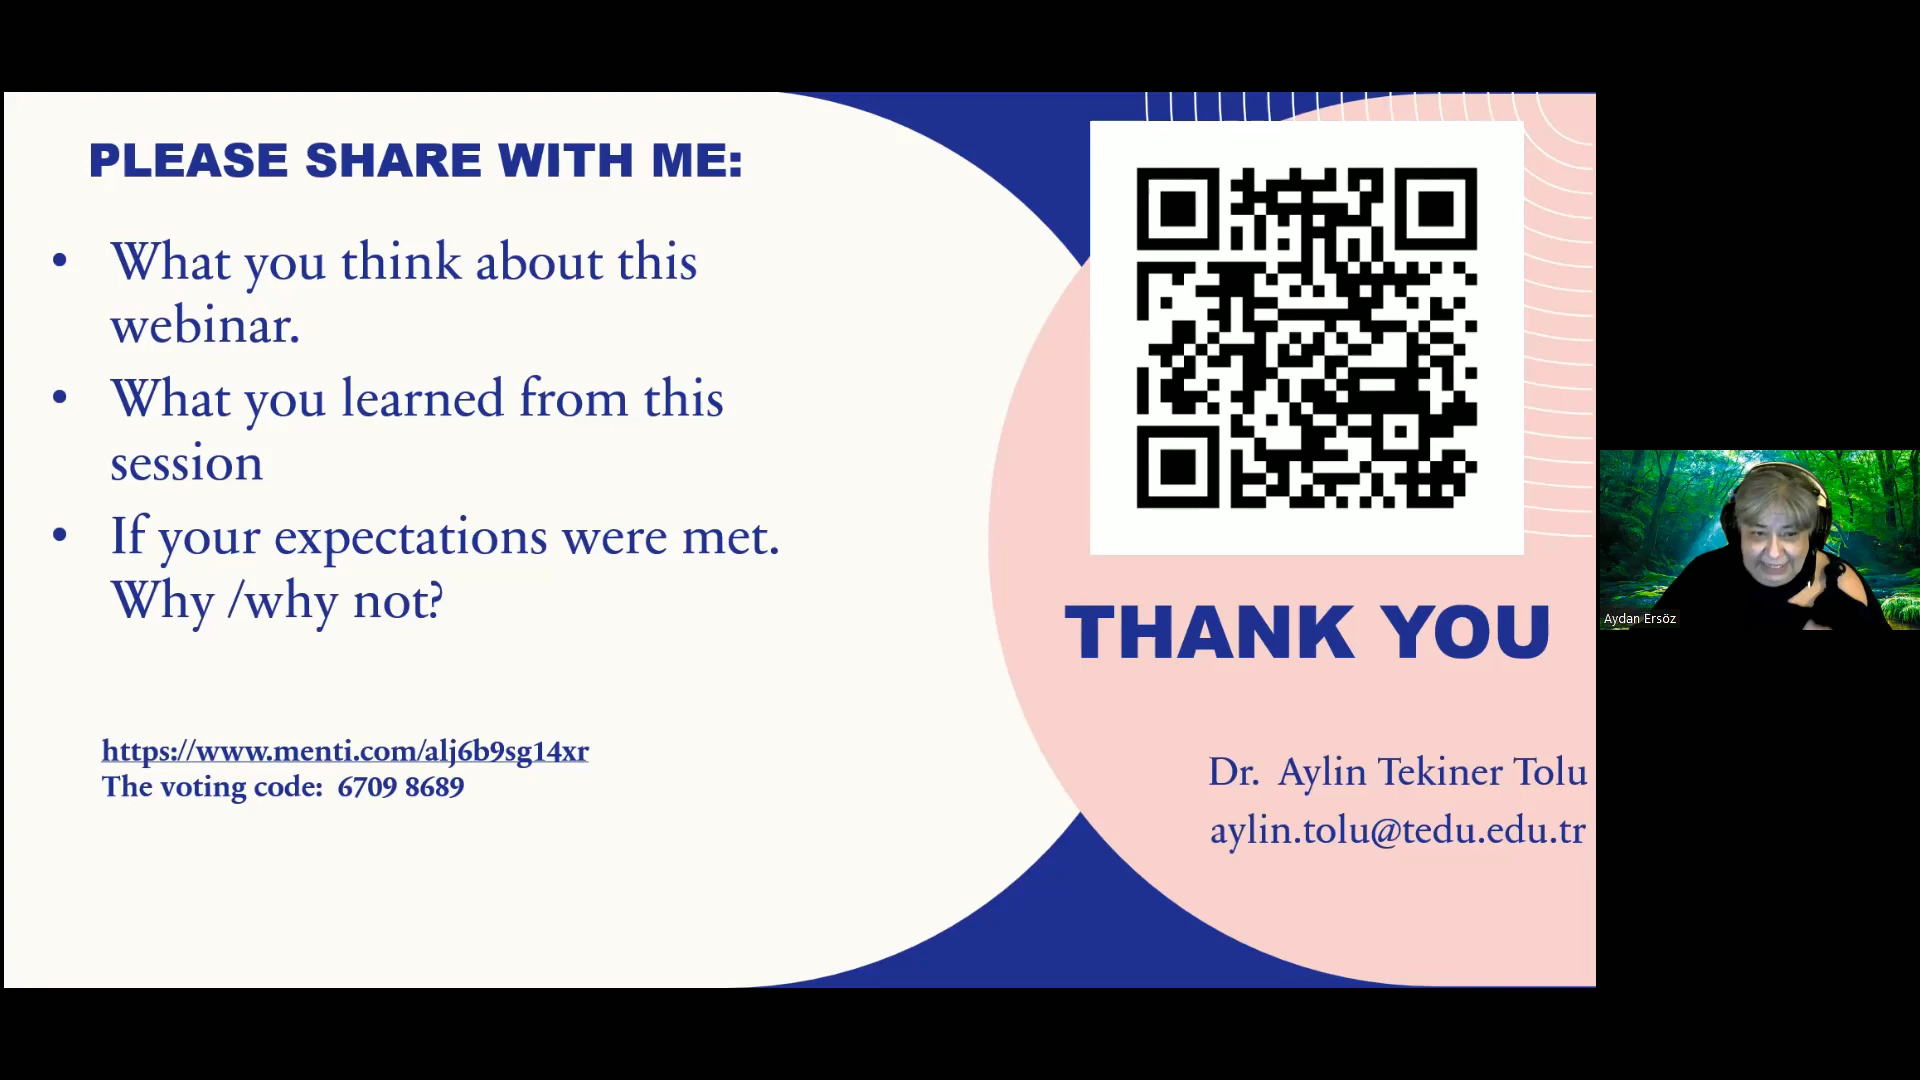 PLEASE SHARE WITH ME:
• What you think about this
webinar.
• What you learned from this
session
• If your expectations were met.
Why /why not?
https://www.menti.com/alj6b9sg14xr
The voting code: 6709 8689
THANK YOU
Dr. Aylin Tekiner Tolu
aylin.tolu@tedu.edu.tr
Aydan Ersöz